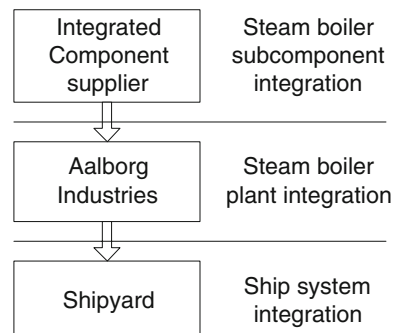 Integrated
Component
supplier
Steam boiler
subcomponent
integration
Aalborg
Industries
Steam boiler
plant integration
Shipyard
Ship system
integration